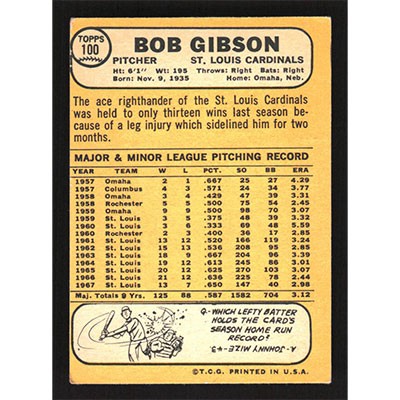 TOPPS
100
BOB GIBSON
PITCHER ST. LOUIS CARDINALS
Ht: 6'1" Wt: 195 Throws: Right Bats: Right
Born: Nov. 9, 1935 Home: Omaha, Neb.
The ace righthander of the St. Louis Cardinals
was held to only thirteen wins last season be-
cause of a leg injury which sidelined him for two
months.
MAJOR & MINOR LEAGUE PITCHING RECORD
YEAR TEAM W L PCT. SO BB ERA
1957 Omaha 2 1 .667 25 27 4.29
1957 Columbus 4 3 .571 24 34 3.77
1958 Omaha 3 4 .429 47 39 3.31
1958 Rochester 5 5 .500 75 54 2.45
1959 Omaha 9 9 .500 98 70 3.07
1959 St. Louis 3 5 .375 48 39 3.32
1960 St. Louis 3 6 .333 69 48 5.59
1960 Rochester 2 3 .400 36 17 2.85
1961 St. Louis 13 12 .520 166 119 3.24
1962 St. Louis 15 13 .536 208 95 2.85
1963 St. Louis 18 9 .667 204 96 3.39
1964 St. Louis 19 12 .613 245 86 3.01
1965 St. Louis 20 12 .625 270 103 3.07
1966 St. Louis 21 12 .636 225 78 2.44
1967 St. Louis 13 7 .650 147 40 2.98
Maj. Totals 9 Yrs. 125 88 .587 1582 704 3.12
Q.-WHICH LEFTY BATTER
HOLDS THE CARD'S
SEASON HOME RUN
RECORD?
A. JOHNNY MIZE-43.
©T.C.G. PRINTED IN U.S.A.